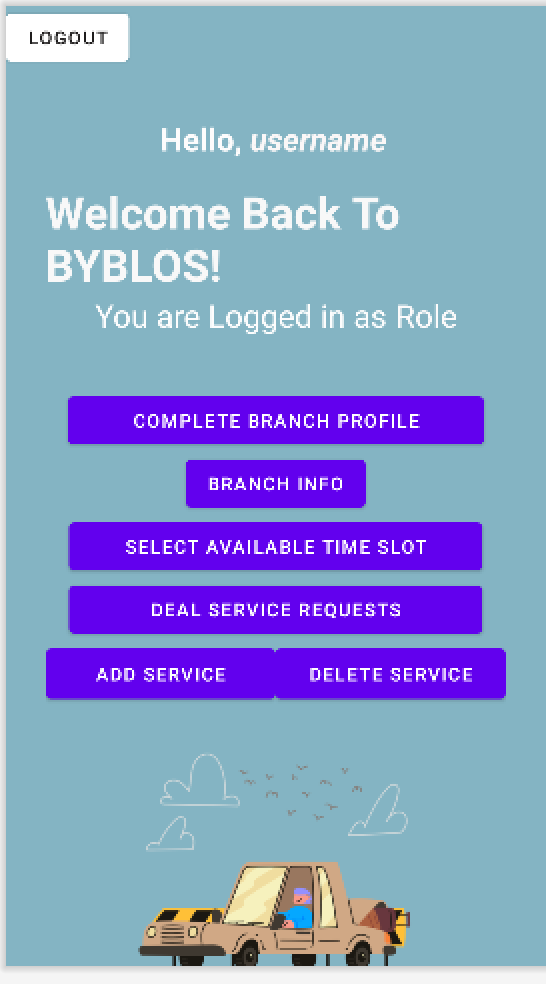 LOGOUT
Hello, username
Welcome Back To
BYBLOS!
You are Logged in as Role
COMPLETE BRANCH PROFILE
BRANCH INFO
SELECT AVAILABLE TIME SLOT
DEAL SERVICE REQUESTS
ADD SERVICE DELETE SERVICE